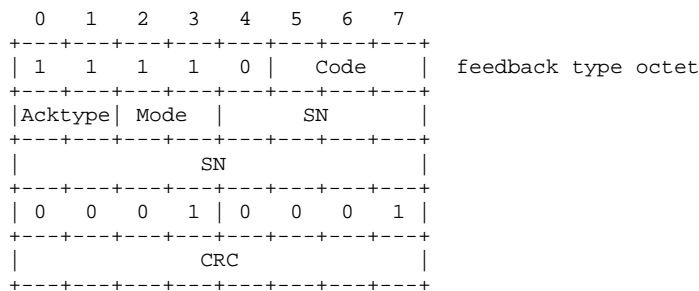 0   1   2   3   4   5   6   7
+---+---+---+---+---+---+---+---+
| 1   1   1   1   0 |   Code    |  feedback type octet
+---+---+---+---+---+---+---+---+
|Acktype| Mode  |      SN       |
+---+---+---+---+---+---+---+---+
|              SN               |
+---+---+---+---+---+---+---+---+
| 0   0   0   1 | 0   0   0   1 |
+---+---+---+---+---+---+---+---+
|              CRC              |
+---+---+---+---+---+---+---+---+